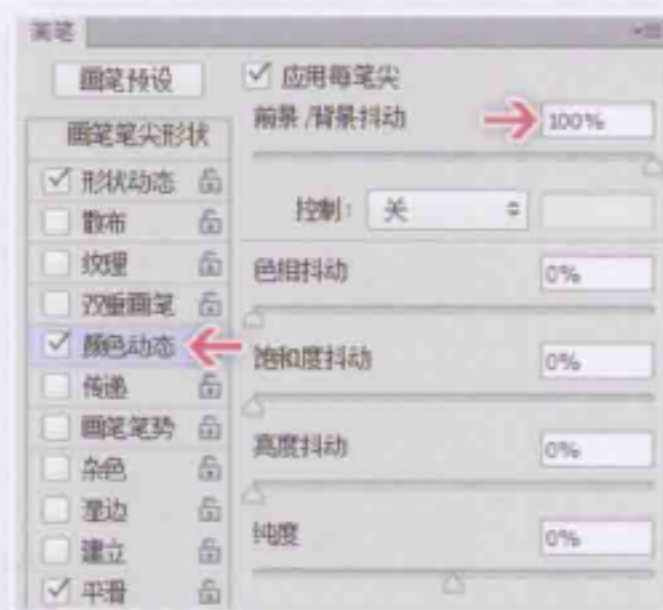 画笔
画笔预设
应用每笔尖
画笔笔尖形状
前景/背景抖动
100%
形状动态
散布
控制：
关
纹理
色相抖动
0%
双重画笔
颜色动态
饱和度抖动
0%
传递
画笔笔势
亮度抖动
0%
杂色
湿边
纯度
0%
建立
平滑